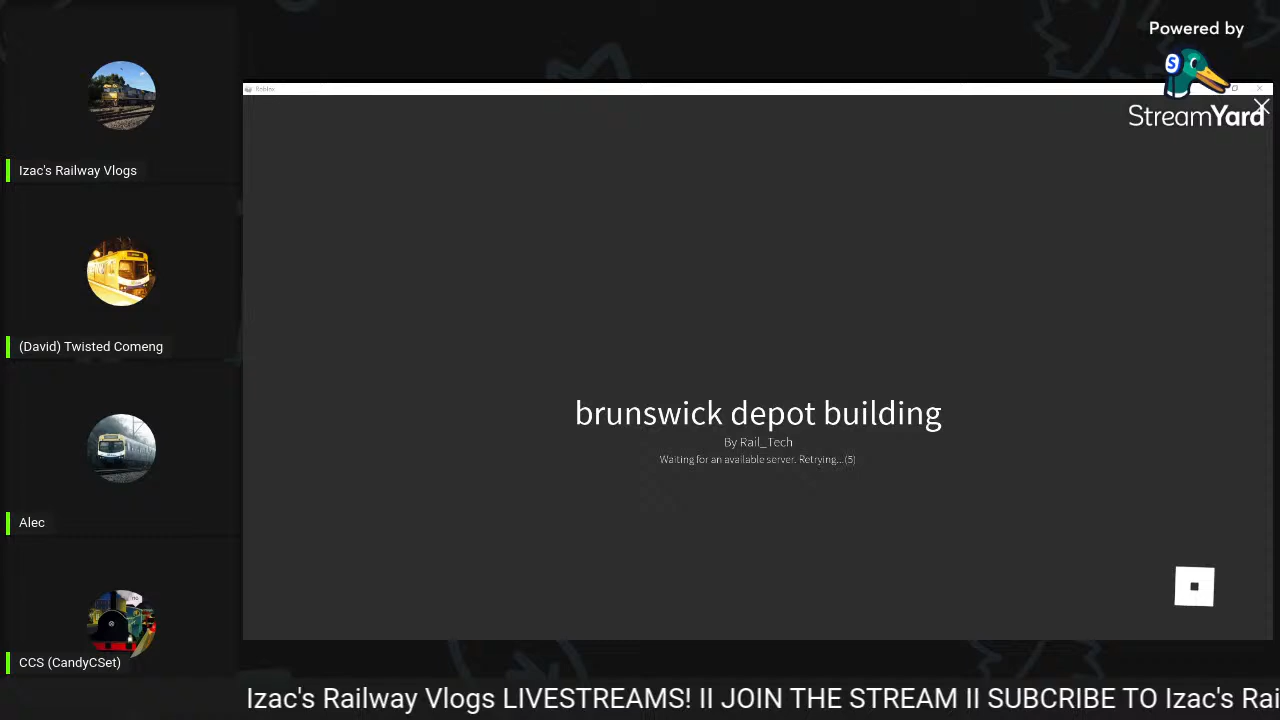 Powered by
StreamYard
Roblox
Izac's Railway Vlogs
(David) Twisted Comeng
Alec
CCS (CandyCSet)
brunswick depot building
By Rail_Tech
Waiting for an available server. Retrying...(5)
Izac's Railway Vlogs LIVESTREAMS! II JOIN THE STREAM II SUBCRIBE TO Izac's Rai